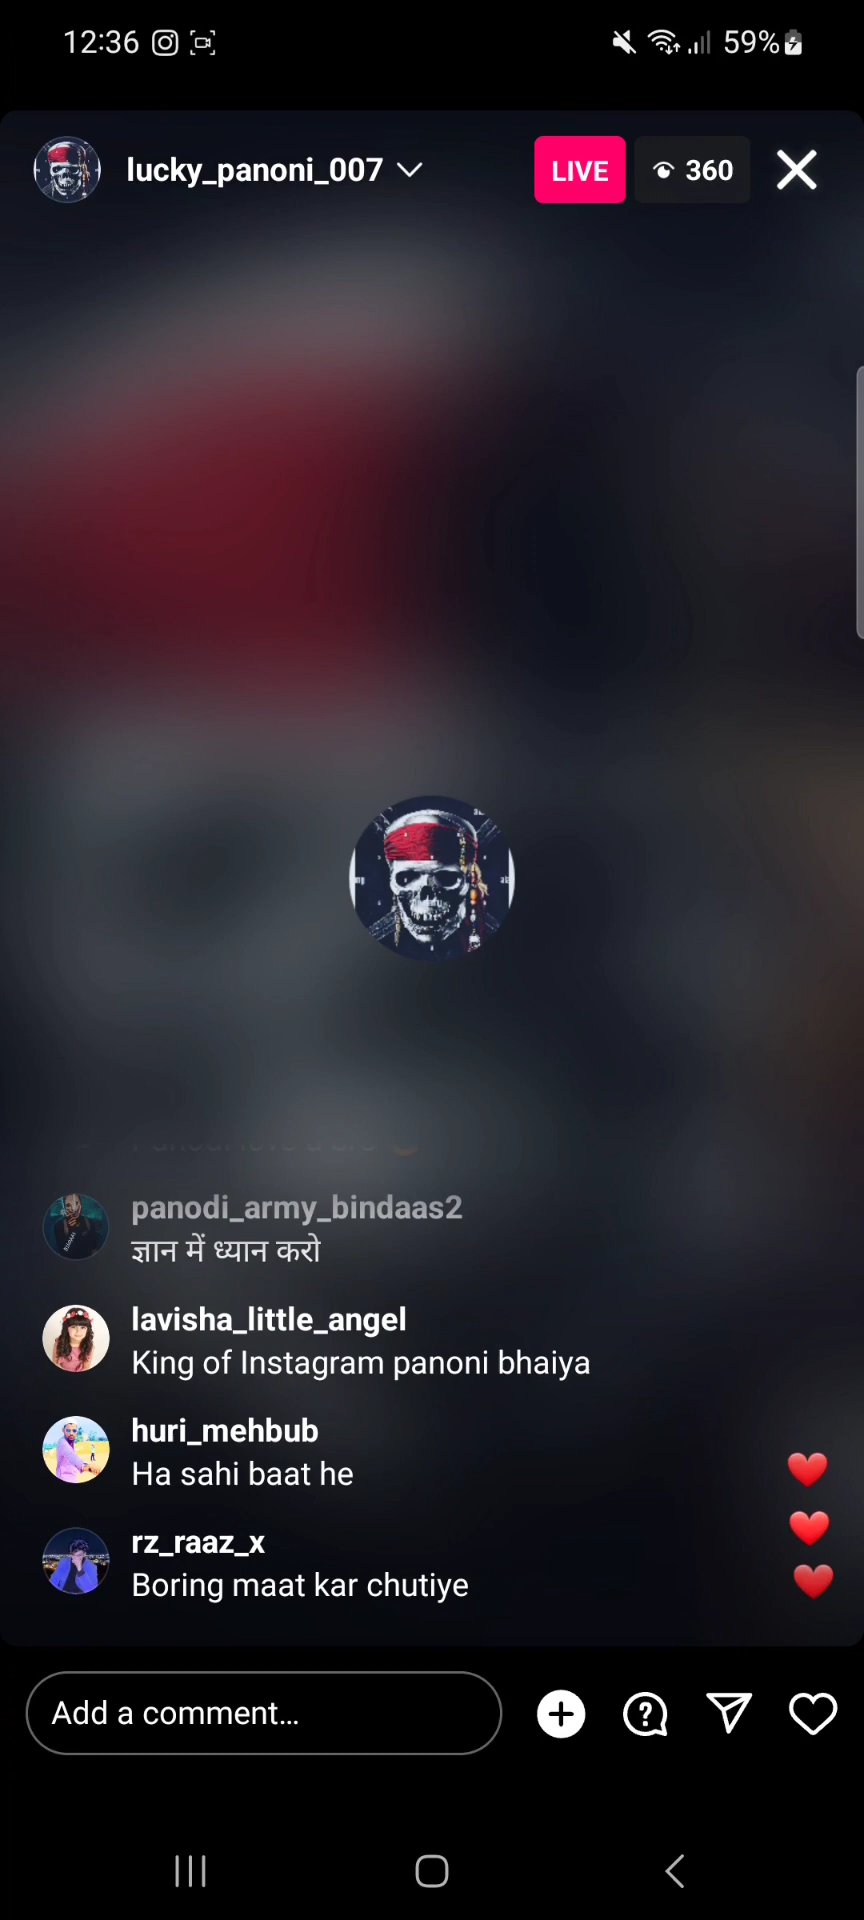 12:36
59%
lucky_panoni_007
LIVE
360
panodi_army_bindaas2
ज्ञान में ध्यान करो
lavisha_little_angel
King of Instagram panoni bhaiya
huri_mehbub
Ha sahi baat he
rz_raaz_x
Boring maat kar chutiye
Add a comment...